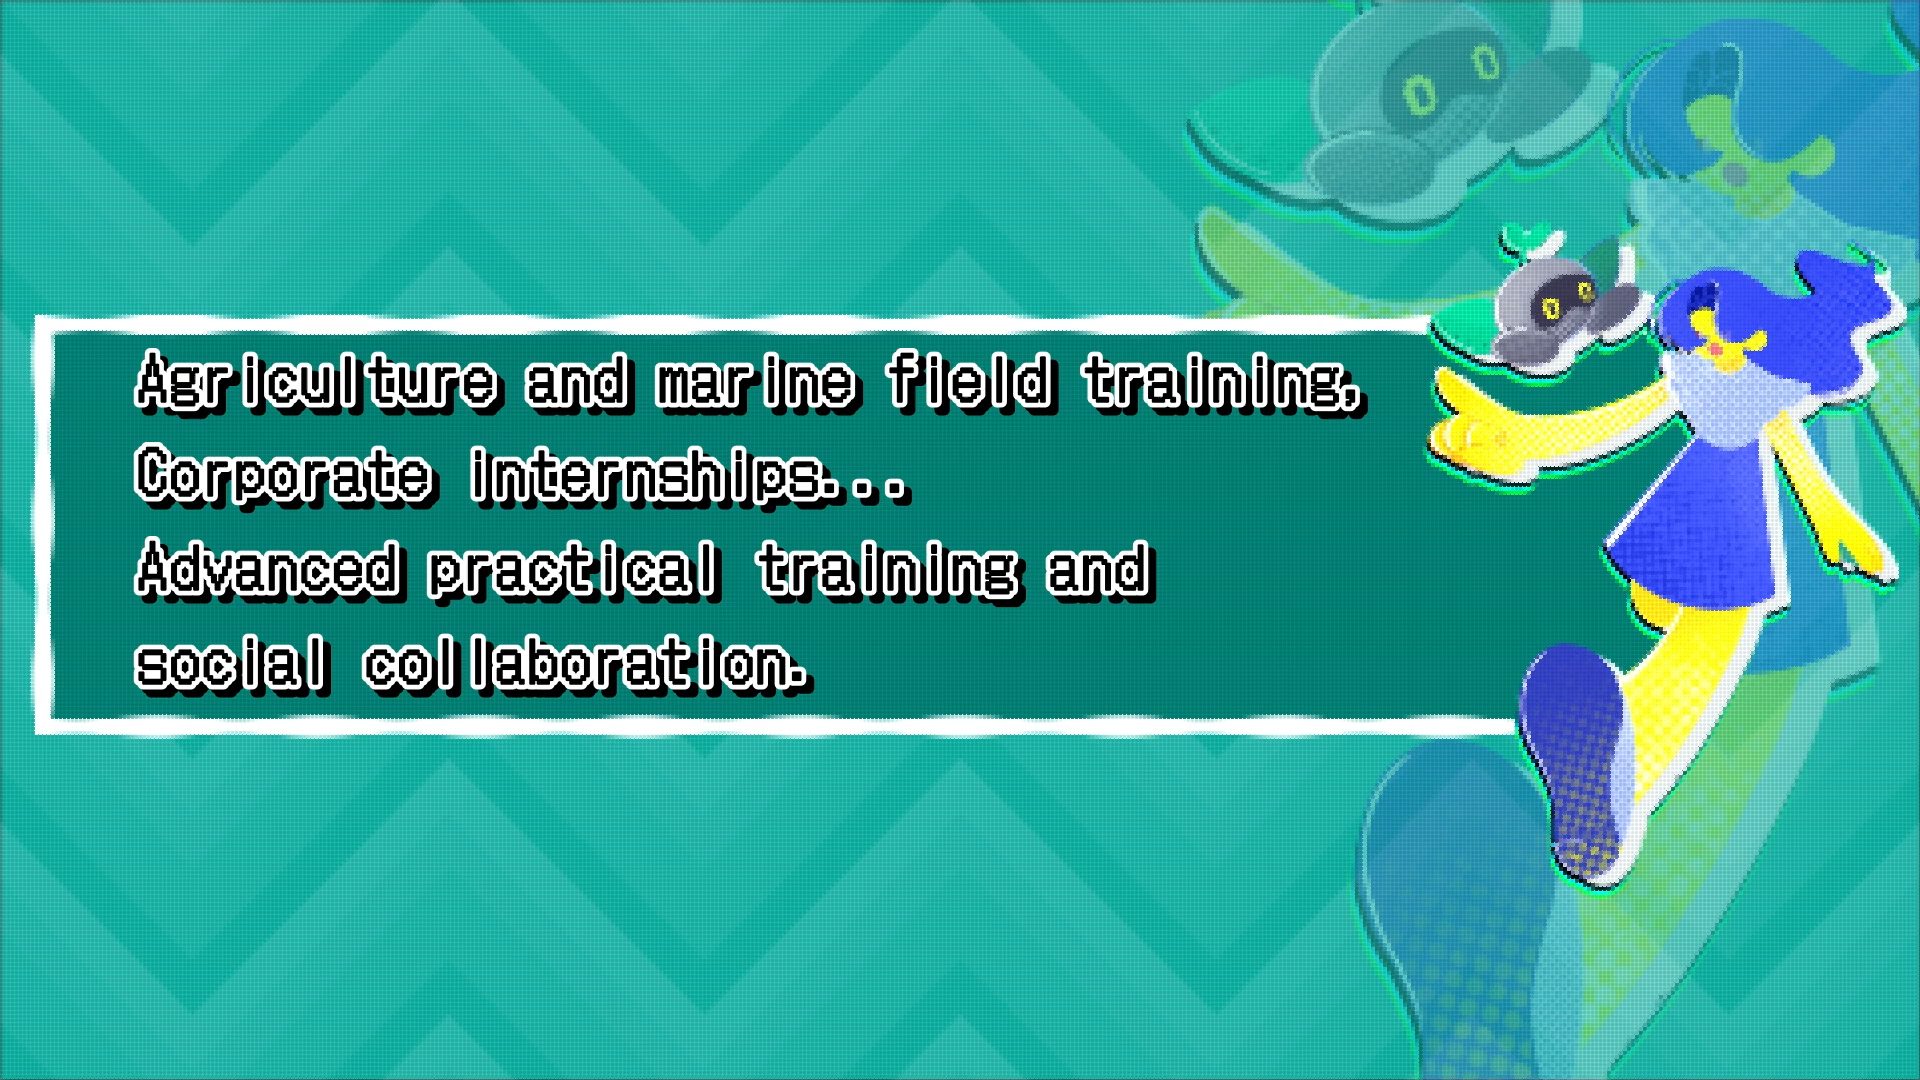 Agriculture and marine field training,
Corporate internships...
Advanced practical training and
social collaboration.